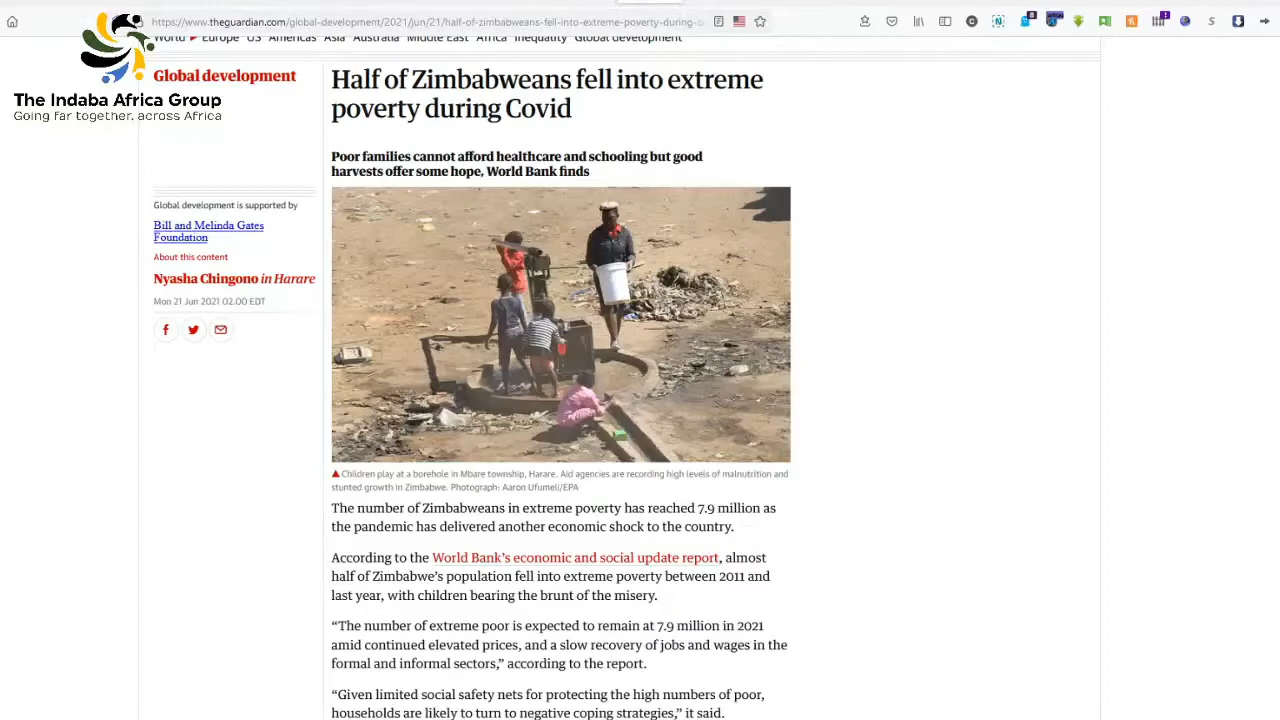 https://www.theguardian.com/global-development/2021/jun/21/half-of-zimbabweans-fell-into-extreme-poverty-during-c
World ▶ Europe US Americas Asia Australia Middle East Africa Inequality Global development
The Indaba Africa Group
Going far together. across Africa
Global development
Half of Zimbabweans fell into extreme
poverty during Covid
Poor families cannot afford healthcare and schooling but good
harvests offer some hope, World Bank finds
Global development is supported by
Bill and Melinda Gates
Foundation
About this content
Nyasha Chingono in Harare
Mon 21 Jun 2021 02.00 EDT
Children play at a borehole in Mbare township, Harare. Aid agencies are recording high levels of malnutrition and
stunted growth in Zimbabwe. Photograph: Aaron Ufumeli/EPA
The number of Zimbabweans in extreme poverty has reached 7.9 million as
the pandemic has delivered another economic shock to the country.
According to the World Bank's economic and social update report, almost
half of Zimbabwe's population fell into extreme poverty between 2011 and
last year, with children bearing the brunt of the misery.
“The number of extreme poor is expected to remain at 7.9 million in 2021
amid continued elevated prices, and a slow recovery of jobs and wages in the
formal and informal sectors,” according to the report.
“Given limited social safety nets for protecting the high numbers of poor,
households are likely to turn to negative coping strategies,” it said.